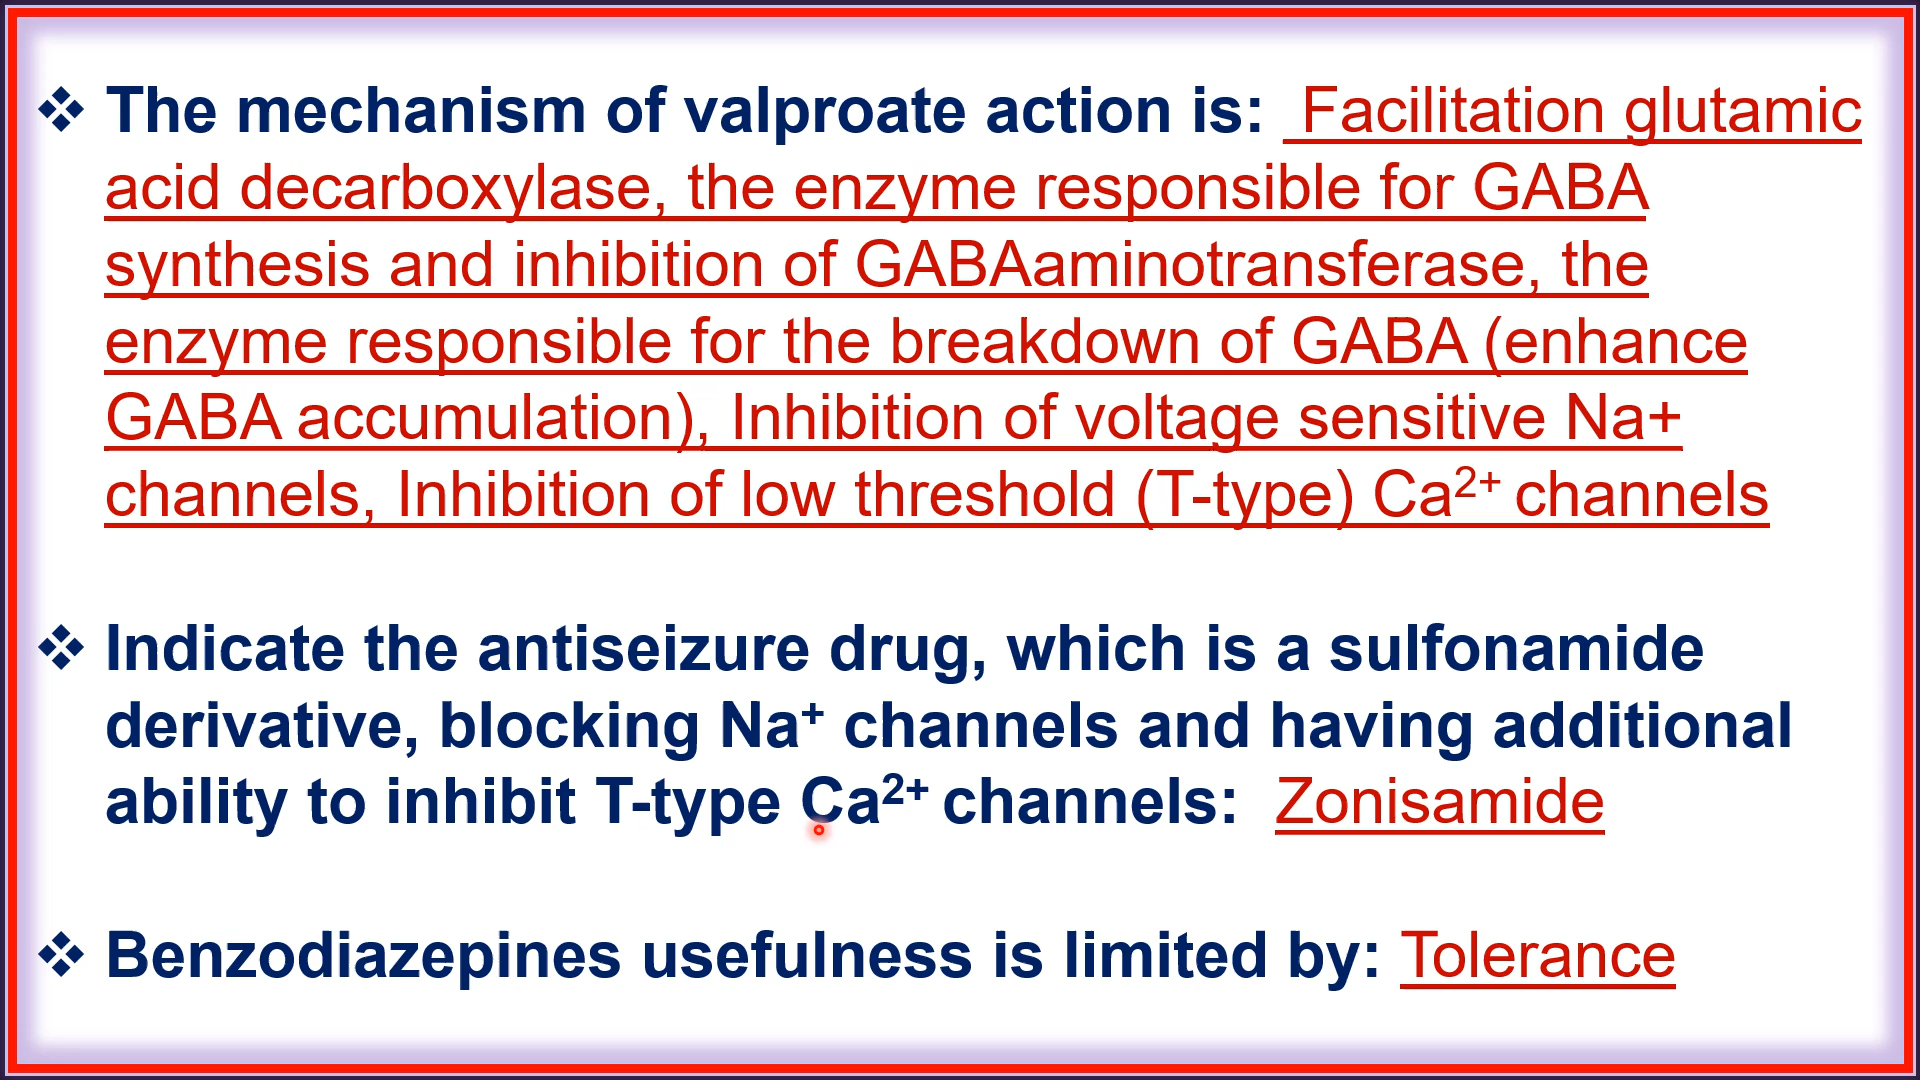 ❖ The mechanism of valproate action is: Facilitation glutamic
acid decarboxylase, the enzyme responsible for GABA
synthesis and inhibition of GABAaminotransferase, the
enzyme responsible for the breakdown of GABA (enhance
GABA accumulation), Inhibition of voltage sensitive Na+
channels, Inhibition of low threshold (T-type) Ca²⁺ channels
❖ Indicate the antiseizure drug, which is a sulfonamide
derivative, blocking Na⁺ channels and having additional
ability to inhibit T-type Ca²⁺ channels: Zonisamide
❖ Benzodiazepines usefulness is limited by: Tolerance